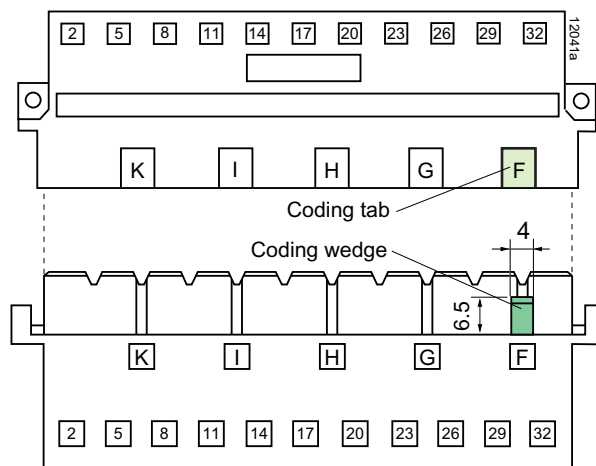 2 5 8 11 14 17 20 23 26 29 32
12041a
K I H G F
Coding tab
4
Coding wedge
6.5
K I H G F
2 5 8 11 14 17 20 23 26 29 32